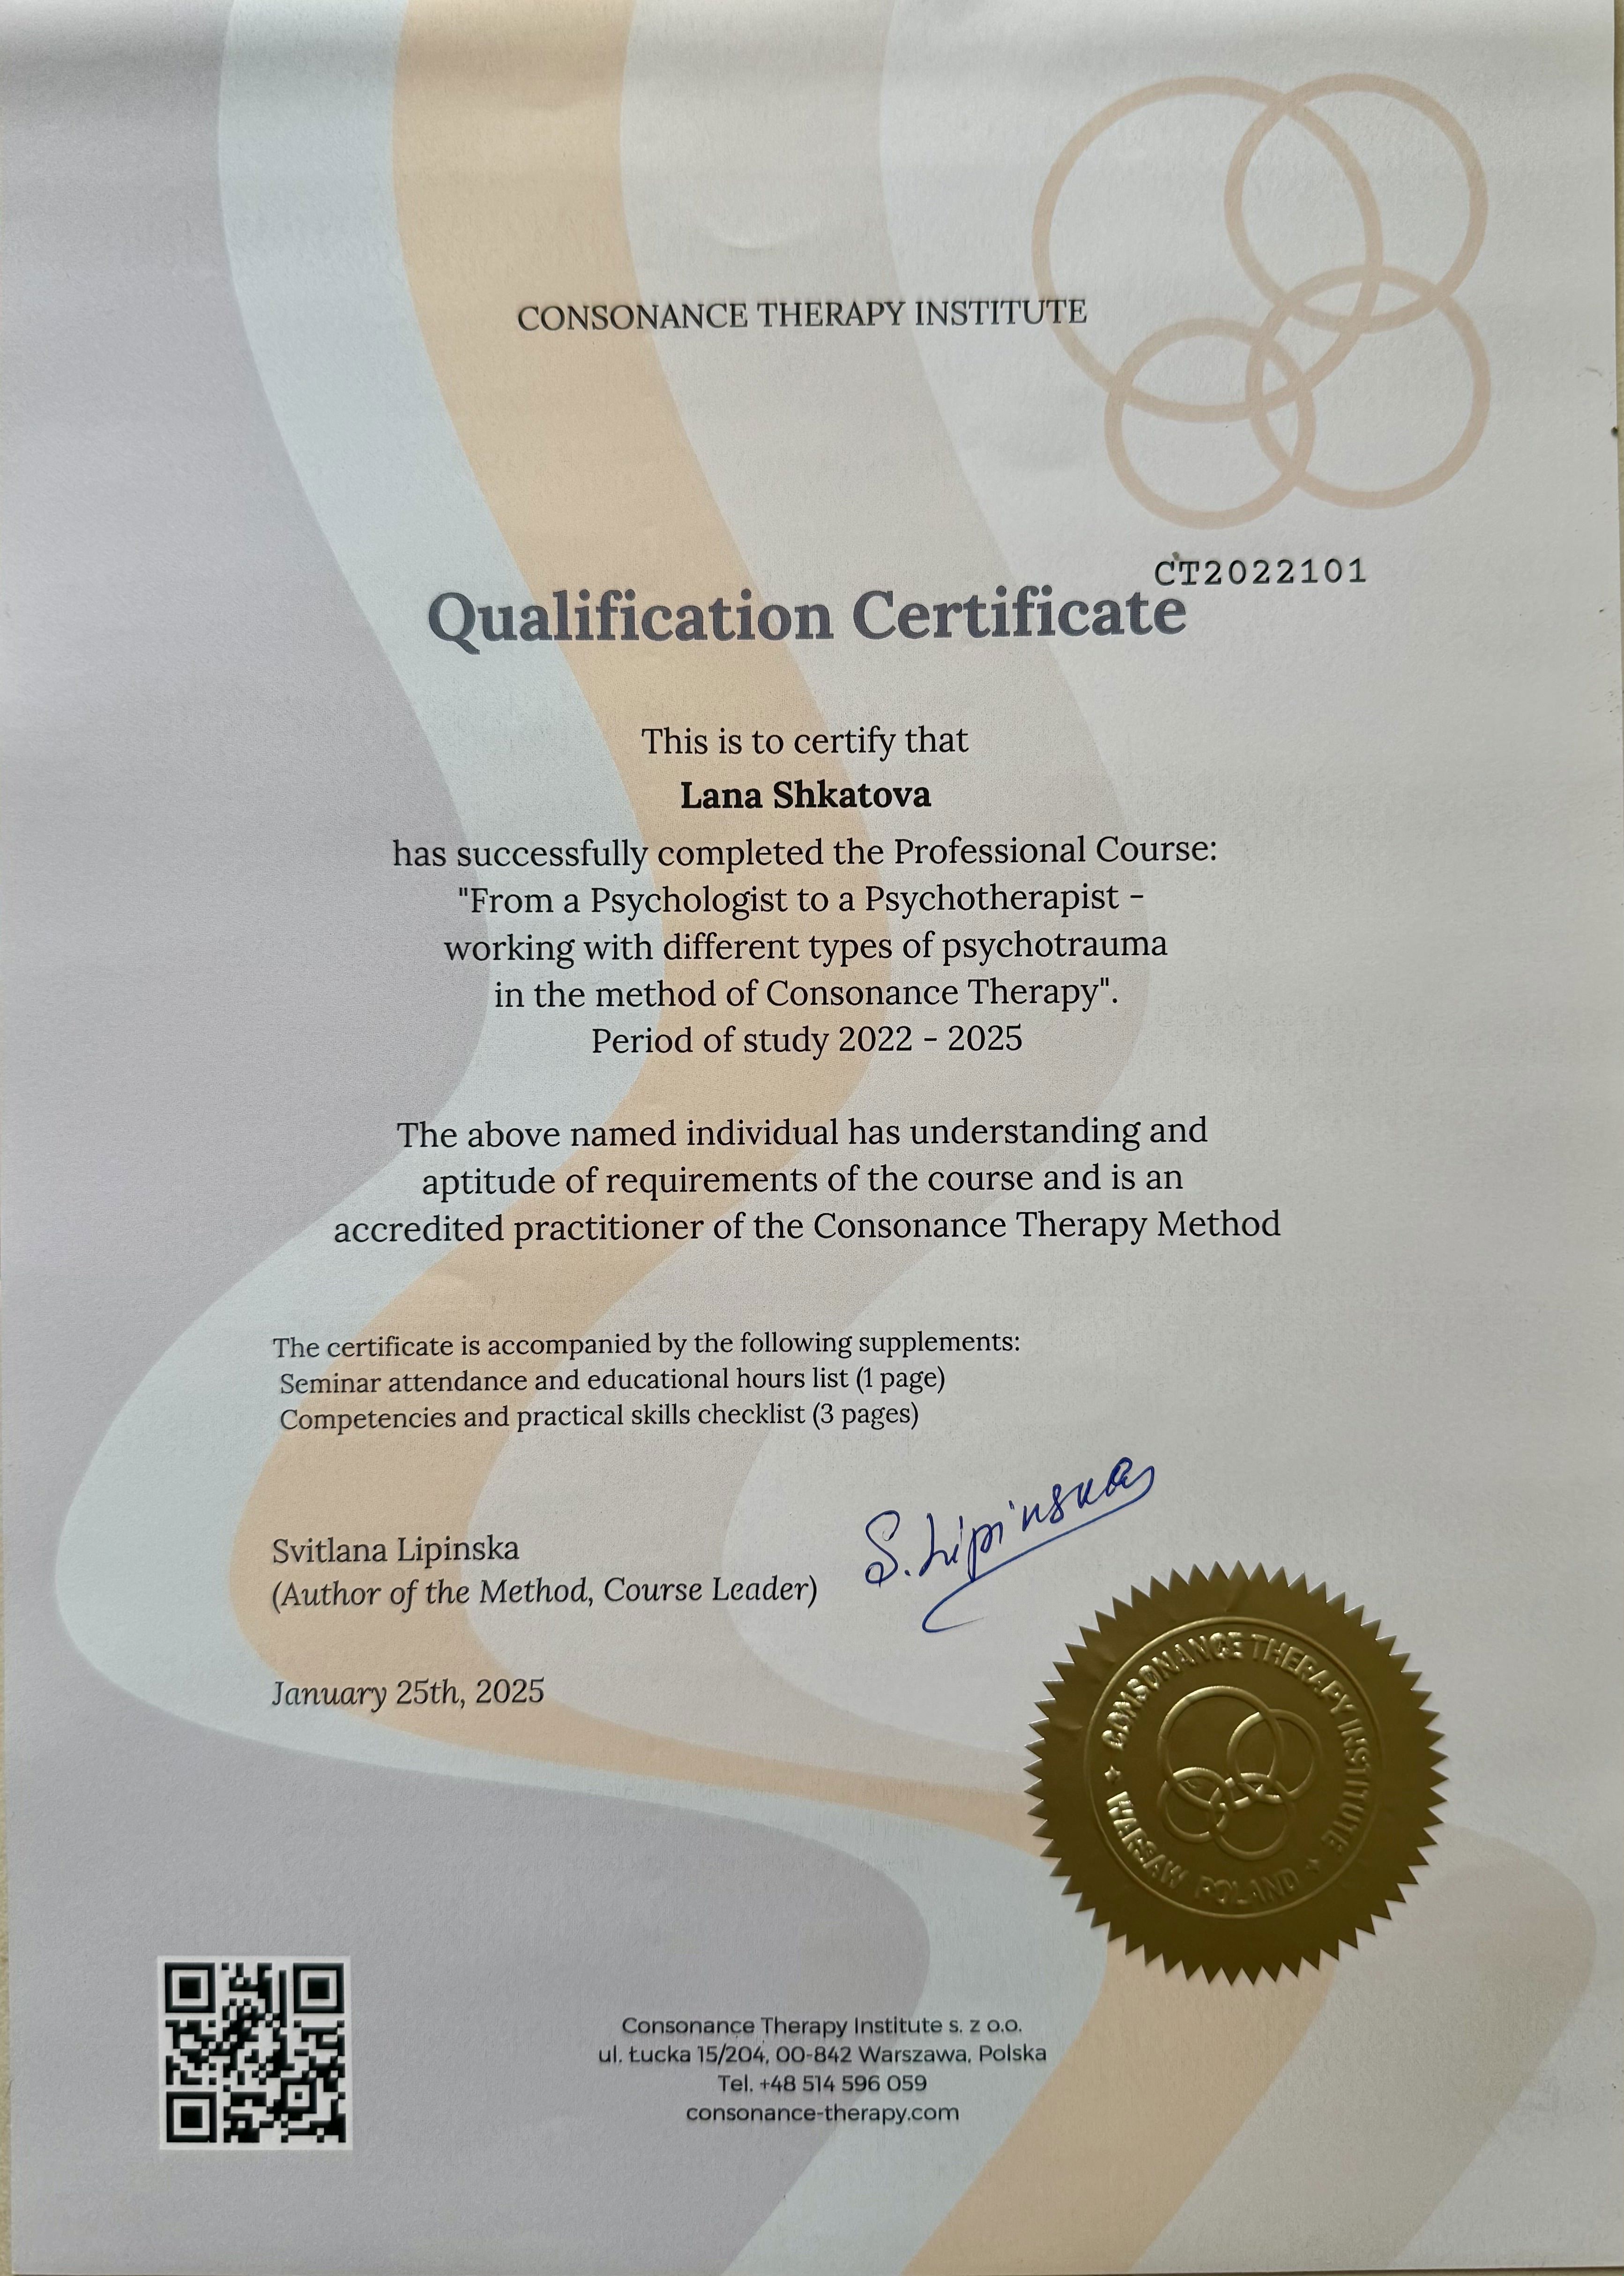 CONSONANCE THERAPY INSTITUTE
CT2022101
Qualification Certificate
This is to certify that
Lana Shkatova
has successfully completed the Professional Course:
"From a Psychologist to a Psychotherapist -
working with different types of psychotrauma
in the method of Consonance Therapy".
Period of study 2022 - 2025
The above named individual has understanding and
aptitude of requirements of the course and is an
accredited practitioner of the Consonance Therapy Method
The certificate is accompanied by the following supplements:
Seminar attendance and educational hours list (1 page)
Competencies and practical skills checklist (3 pages)
S. Lipinska
Svitlana Lipinska
(Author of the Method, Course Leader)
January 25th, 2025
CONSONANCE THERAPY INSTITUTE
WARSAW POLAND
Consonance Therapy Institute s. z o.o.
ul. Łucka 15/204, 00-842 Warszawa, Polska
Tel. +48 514 596 059
consonance-therapy.com